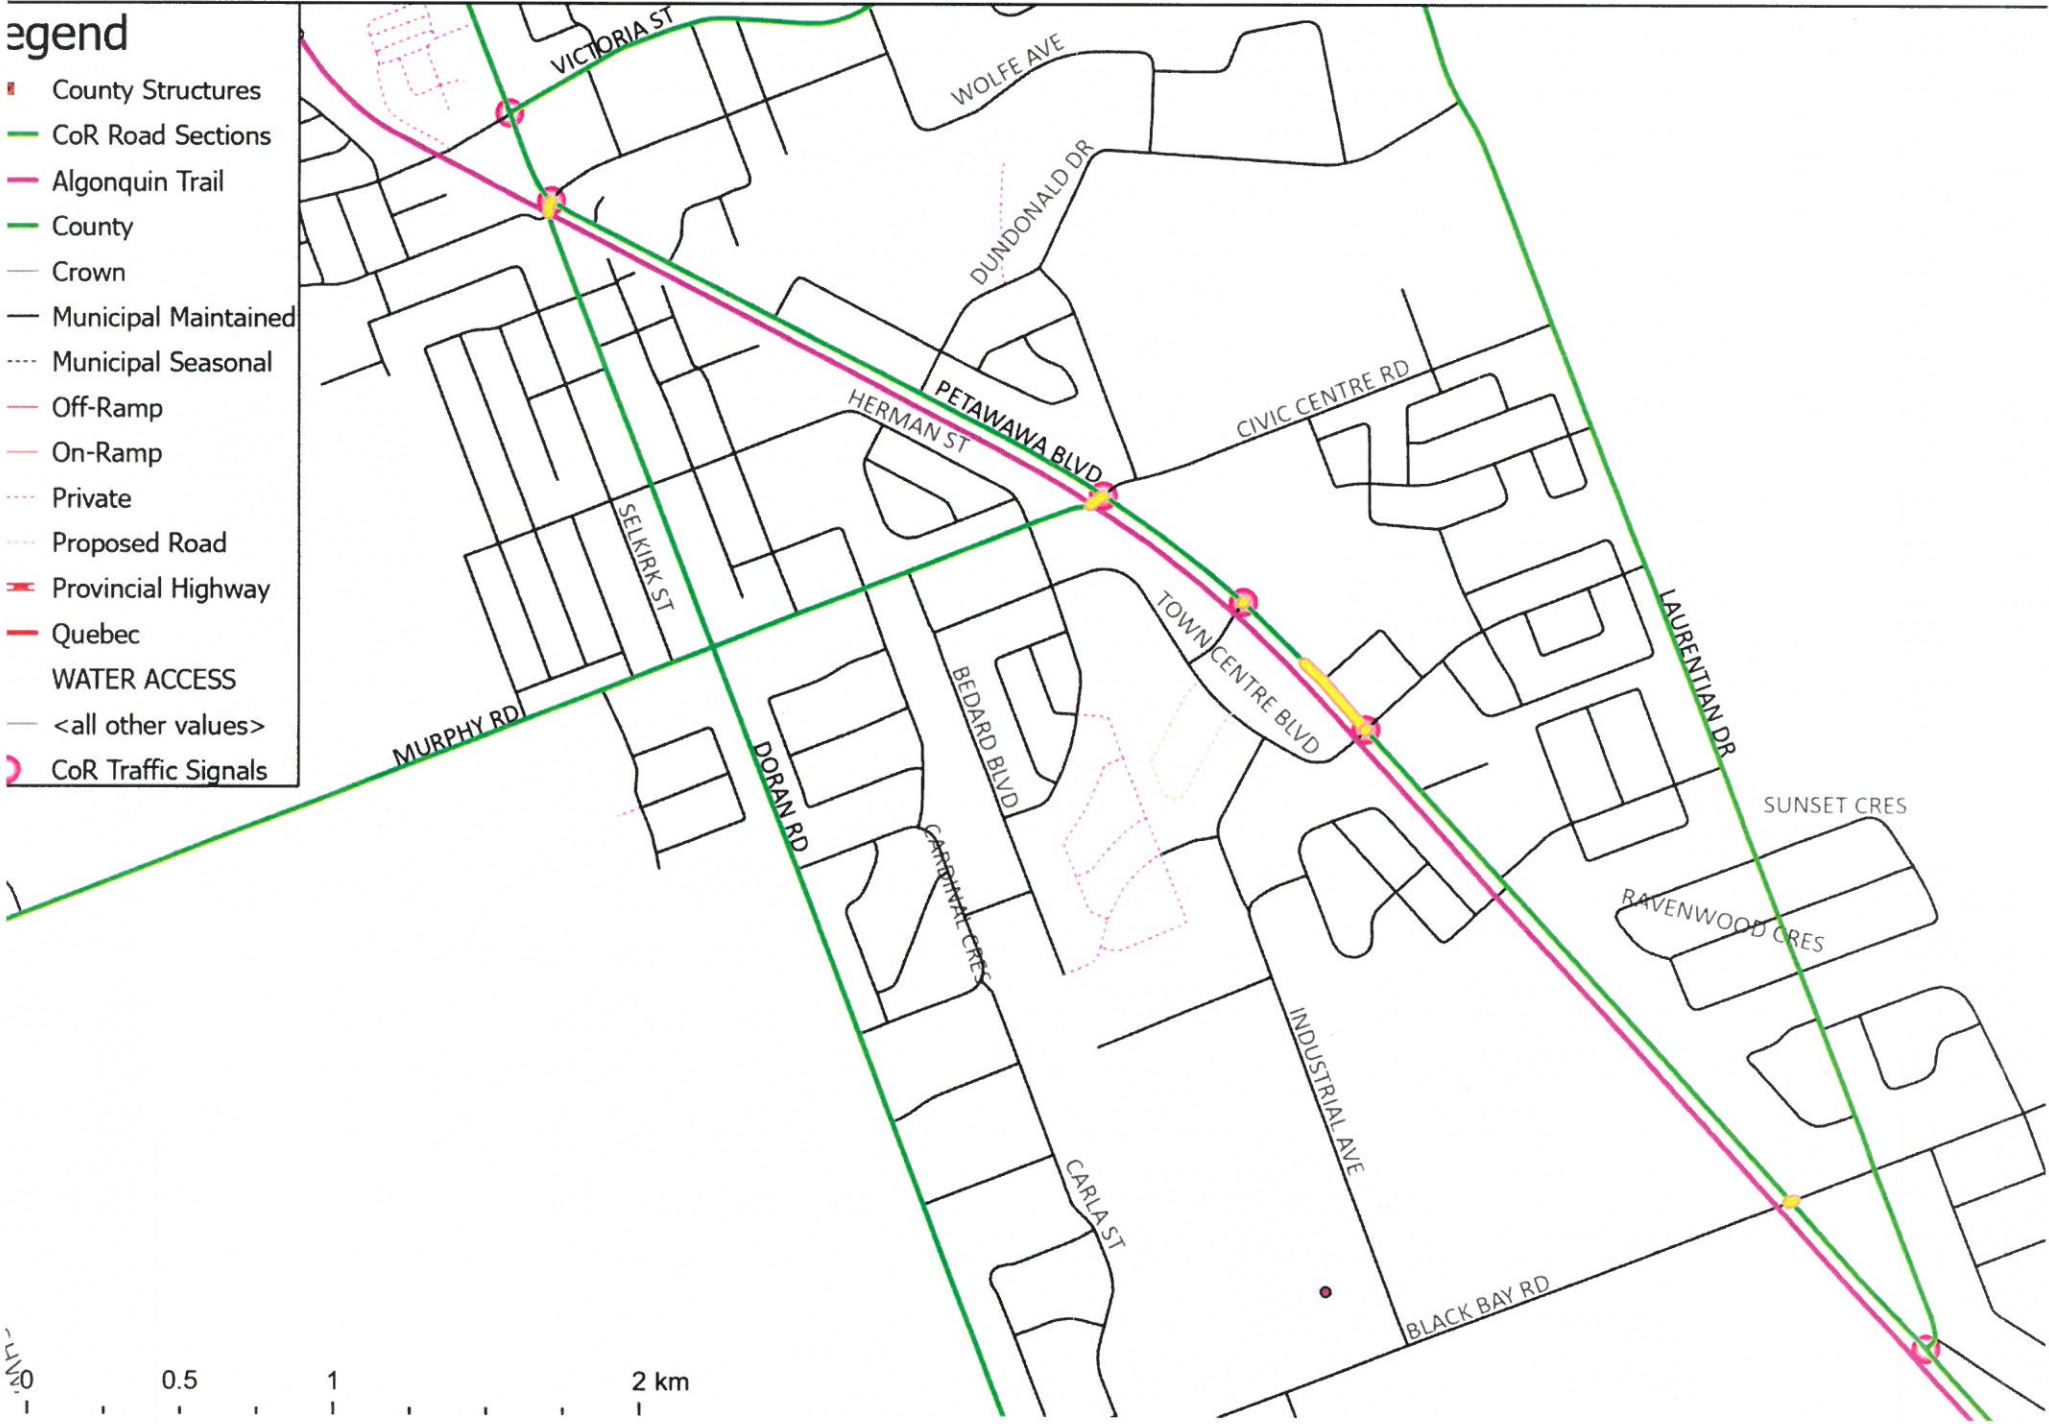 egend
County Structures
CoR Road Sections
Algonquin Trail
County
Crown
Municipal Maintained
Municipal Seasonal
Off-Ramp
On-Ramp
Private
Proposed Road
Provincial Highway
Quebec
WATER ACCESS
<all other values>
CoR Traffic Signals
VICTORIA ST
WOLFE AVE
DUNDONALD DR
CIVIC CENTRE RD
PETAWAWA BLVD
HERMAN ST
SELKIRK ST
TOWN CENTRE BLVD
LAURENTIAN DR
BEDARD BLVD
MURPHY RD
DORAN RD
SUNSET CRES
CARDINAL CRES
RAVENWOOD CRES
INDUSTRIAL AVE
CARLA ST
BLACK BAY RD
0 0.5 1 2 km